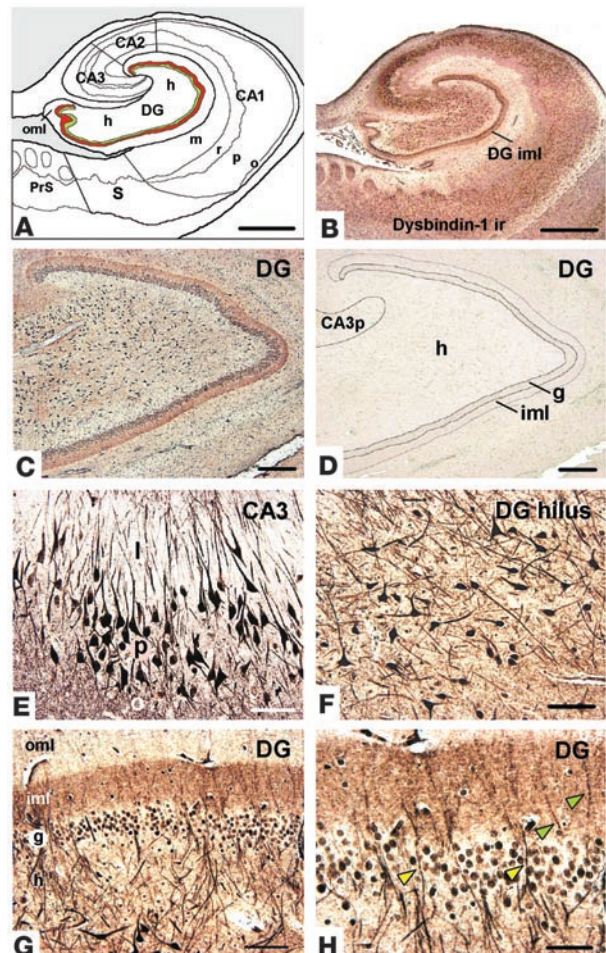 CA2
CA3
h
CA1
DG
h
oml
m
r
p
o
PrS
S
A
DG iml
Dysbindin-1 ir
B
DG
C
DG
CA3p
h
g
iml
D
CA3
l
p
o
E
DG hilus
F
DG
oml
iml
g
h
G
DG
H